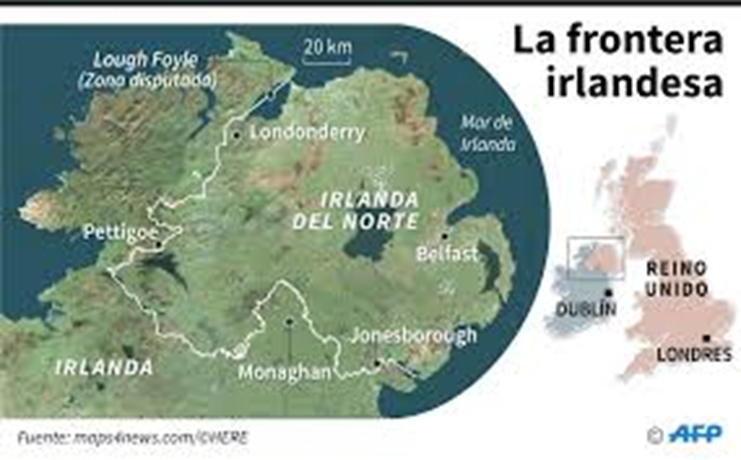 La frontera
irlandesa
20 km
Lough Foyle
(Zona disputada)
Londonderry
Mar de
Irlanda
IRLANDA
DEL NORTE
Pettigoe
Belfast
Jonesborough
IRLANDA
Monaghan
REINO
UNIDO
DUBLÍN
LONDRES
Fuente: maps4news.com/©HERE
© AFP